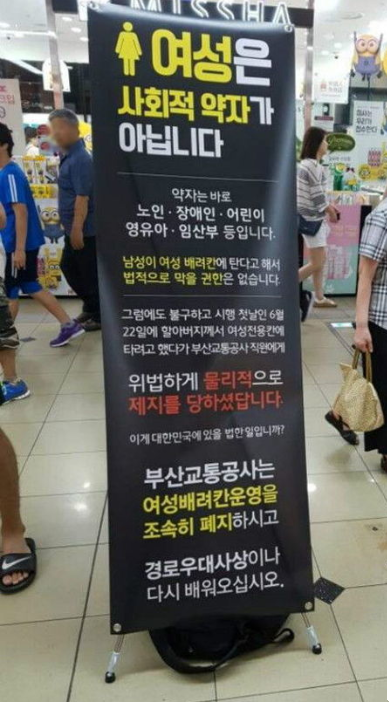 MISSHA
여성은
사회적 약자가
아닙니다
약자는 바로
노인 · 장애인 · 어린이
영유아 · 임산부 등입니다.
남성이 여성 배려칸에 탄다고 해서
법적으로 막을 권한은 없습니다.
그럼에도 불구하고 시행 첫날인 6월
22일에 할아버지께서 여성전용칸에
타려고 했다가 부산교통공사 직원에게
위법하게 물리적으로
제지를 당하셨답니다.
이게 대한민국에 있을 법한 일입니까?
부산교통공사는
여성배려칸운영을
조속히 폐지하시고
경로우대사상이나
다시 배워오십시오.